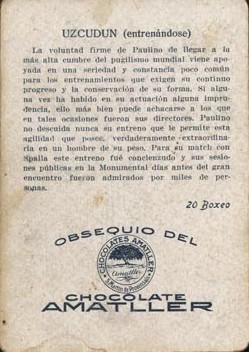 UZCUDUN (entrenándose)
La voluntad firme de Paulino de llegar a lo
más alta cumbre del pugilismo mundial viene apo-
yada en una seriedad y constancia poco común
para los entrenamientos que exigen su continuo
progreso y la conservación de su forma. Si algu-
na vez ha habido en su actuación alguna impru-
dencia, ello más bien puede achacarse a los que
en tales ocasiones fueron sus directores. Paulino
no descuida nunca su entreno que le permite esta
agilidad que posee, verdaderamente extraordina-
ria en un hombre de su peso. Para su match con
Spalla este entreno fué concienzudo y sus sesio-
nes públicas en la Monumental días antes del gran
encuentro fueron admirados por miles de per-
sonas.
20 Boxeo
OBSEQUIO DEL
CHOCOLATES AMATLLER
Amatller
CHOCOLATE
AMATLLER